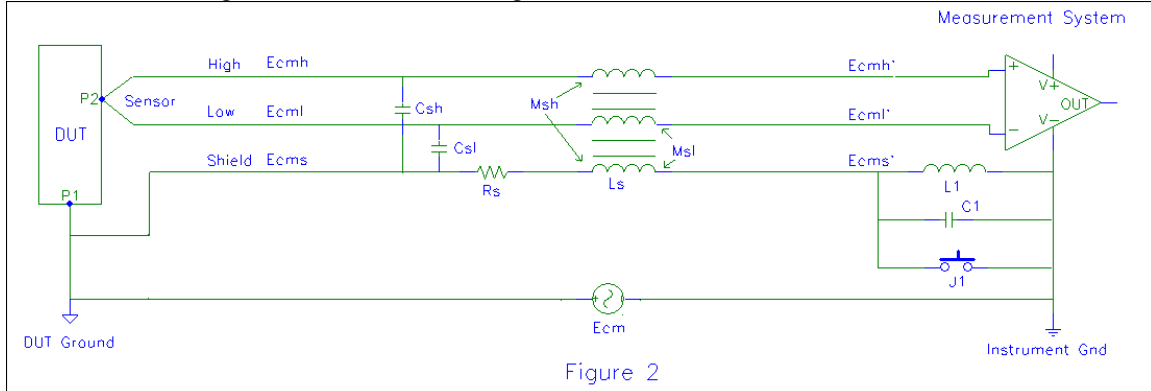 Measurement System
High Ecmh
Ecmh'
P2
Sensor
Csh
Msh
+
V+
OUT
DUT
Low Ecml
Ecml'
-
V-
Csl
Msl
Shield Ecms
Ecms'
P1
Rs
Ls
L1
C1
J1
Ecm
DUT Ground
Instrument Gnd
Figure 2